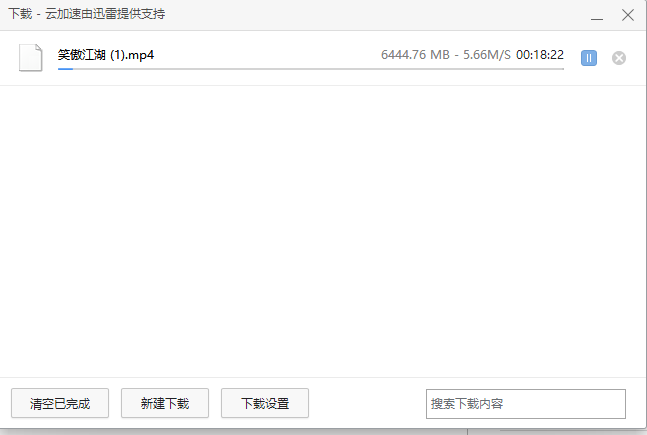 下载 - 云加速由迅雷提供支持
笑傲江湖 (1).mp4 6444.76 MB - 5.66M/S 00:18:22
清空已完成 新建下载 下载设置 搜索下载内容